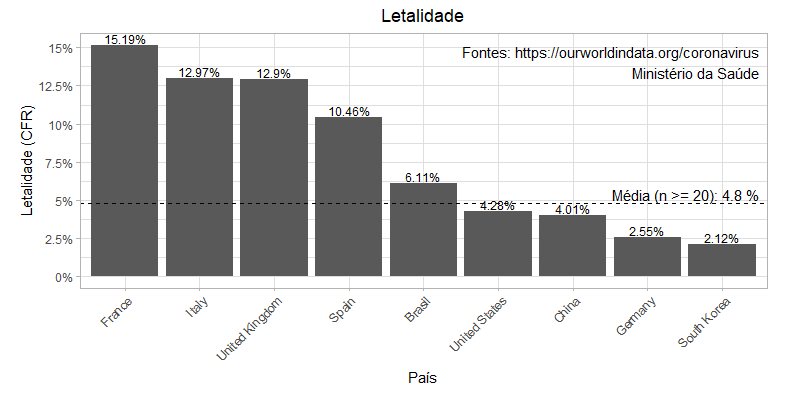 Letalidade
Fontes: https://ourworldindata.org/coronavirus
Ministério da Saúde
Letalidade (CFR)
15%
12.5%
10%
7.5%
5%
2.5%
0%
15.19%
12.97%
12.9%
10.46%
6.11%
4.28%
4.01%
2.55%
2.12%
Média (n >= 20): 4.8 %
France
Italy
United Kingdom
Spain
Brasil
United States
China
Germany
South Korea
País